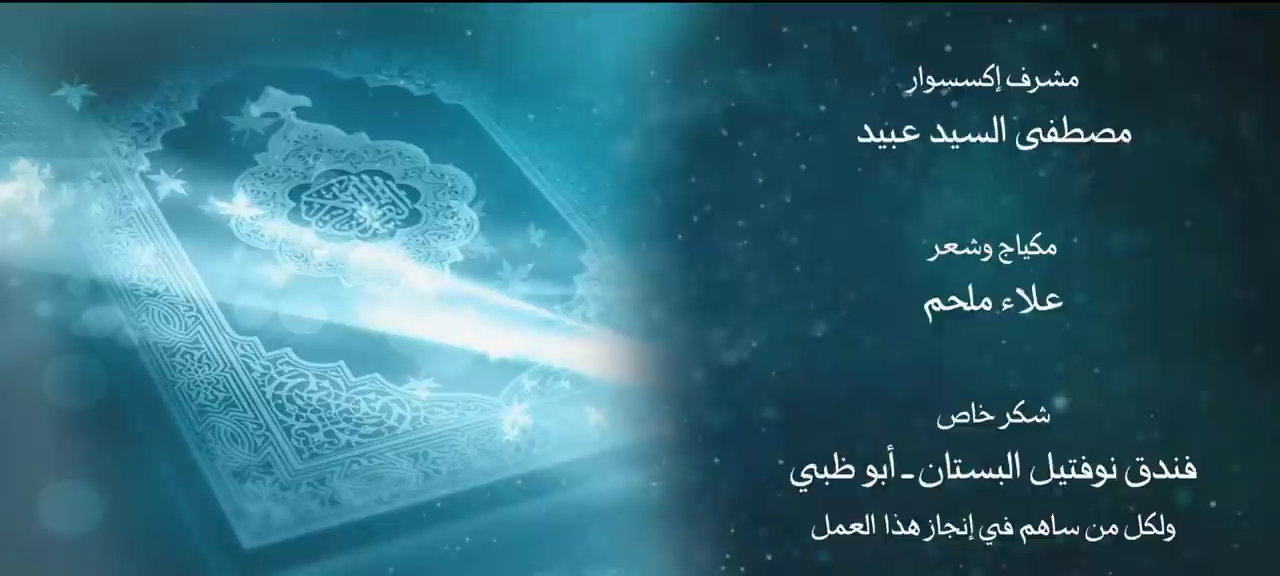 مشرف إكسسوار
مصطفى السيد عبيد
مكياج وشعر
علاء ملحم
شكر خاص
فندق نوفتيل البستان - أبو ظبي
ولكل من ساهم في إنجاز هذا العمل